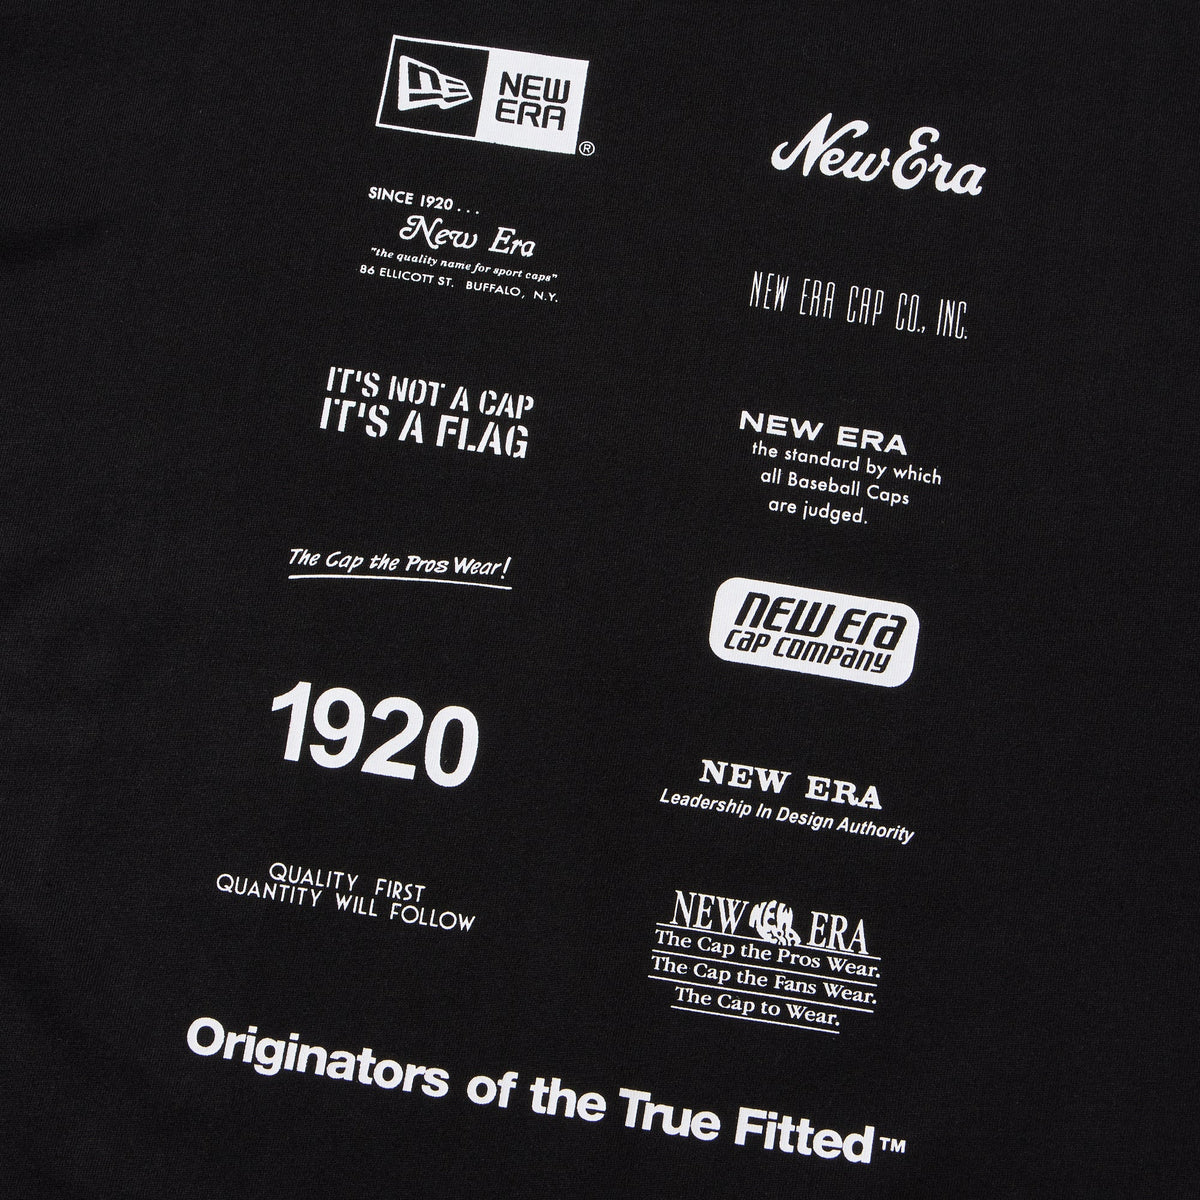 NEW
ERA
®
SINCE 1920...
New Era
"the quality name for sport caps"
86 ELLICOTT ST. BUFFALO, N.Y.
IT'S NOT A CAP
IT'S A FLAG
The Cap the Pros Wear!
1920
QUALITY FIRST
QUANTITY WILL FOLLOW
New Era
NEW ERA CAP CO., INC.
NEW ERA
the standard by which
all Baseball Caps
are judged.
New Era
Cap Company
NEW ERA
Leadership In Design Authority
NEW NEW ERA ERA
The Cap the Pros Wear.
The Cap the Fans Wear.
The Cap to Wear.
Originators of the True Fitted™